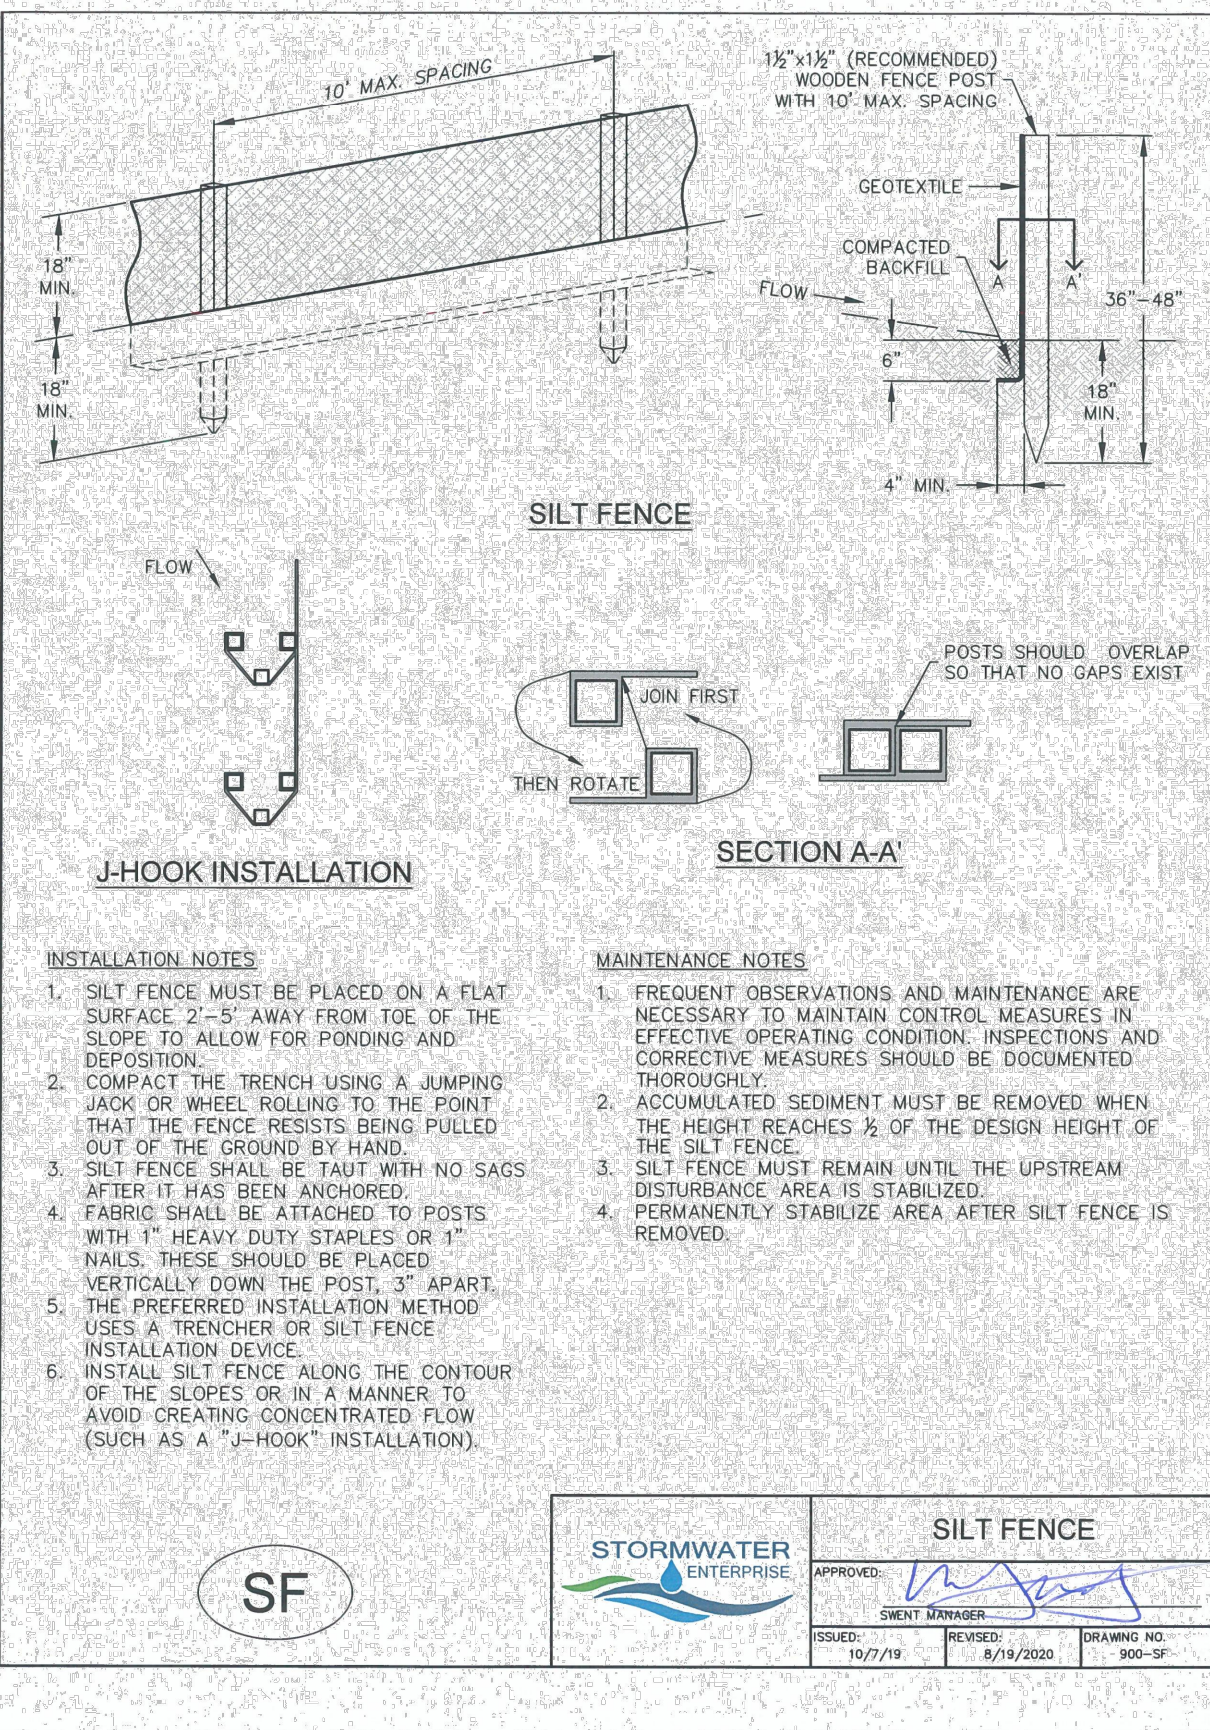 10' MAX. SPACING
18"
MIN.
18"
MIN.
1½"x1½" (RECOMMENDED)
WOODEN FENCE POST
WITH 10' MAX. SPACING
GEOTEXTILE
COMPACTED
BACKFILL
FLOW
A
A'
36"-48"
6"
18"
MIN.
4" MIN.
SILT FENCE
FLOW
J-HOOK INSTALLATION
JOIN FIRST
THEN ROTATE
POSTS SHOULD OVERLAP
SO THAT NO GAPS EXIST
SECTION A-A'
INSTALLATION NOTES
1. SILT FENCE MUST BE PLACED ON A FLAT
SURFACE 2'-5' AWAY FROM TOE OF THE
SLOPE TO ALLOW FOR PONDING AND
DEPOSITION.
2. COMPACT THE TRENCH USING A JUMPING
JACK OR WHEEL ROLLING TO THE POINT
THAT THE FENCE RESISTS BEING PULLED
OUT OF THE GROUND BY HAND.
3. SILT FENCE SHALL BE TAUT WITH NO SAGS
AFTER IT HAS BEEN ANCHORED.
4. FABRIC SHALL BE ATTACHED TO POSTS
WITH 1" HEAVY DUTY STAPLES OR 1"
NAILS. THESE SHOULD BE PLACED
VERTICALLY DOWN THE POST, 3" APART.
5. THE PREFERRED INSTALLATION METHOD
USES A TRENCHER OR SILT FENCE
INSTALLATION DEVICE.
6. INSTALL SILT FENCE ALONG THE CONTOUR
OF THE SLOPES OR IN A MANNER TO
AVOID CREATING CONCENTRATED FLOW
(SUCH AS A "J-HOOK" INSTALLATION).
MAINTENANCE NOTES
1. FREQUENT OBSERVATIONS AND MAINTENANCE ARE
NECESSARY TO MAINTAIN CONTROL MEASURES IN
EFFECTIVE OPERATING CONDITION. INSPECTIONS AND
CORRECTIVE MEASURES SHOULD BE DOCUMENTED
THOROUGHLY.
2. ACCUMULATED SEDIMENT MUST BE REMOVED WHEN
THE HEIGHT REACHES ½ OF THE DESIGN HEIGHT OF
THE SILT FENCE.
3. SILT FENCE MUST REMAIN UNTIL THE UPSTREAM
DISTURBANCE AREA IS STABILIZED.
4. PERMANENTLY STABILIZE AREA AFTER SILT FENCE IS
REMOVED.
SF
STORMWATER
ENTERPRISE
SILT FENCE
APPROVED:
SWENT MANAGER
ISSUED:
10/7/19
REVISED:
8/19/2020
DRAWING NO.
900-SF